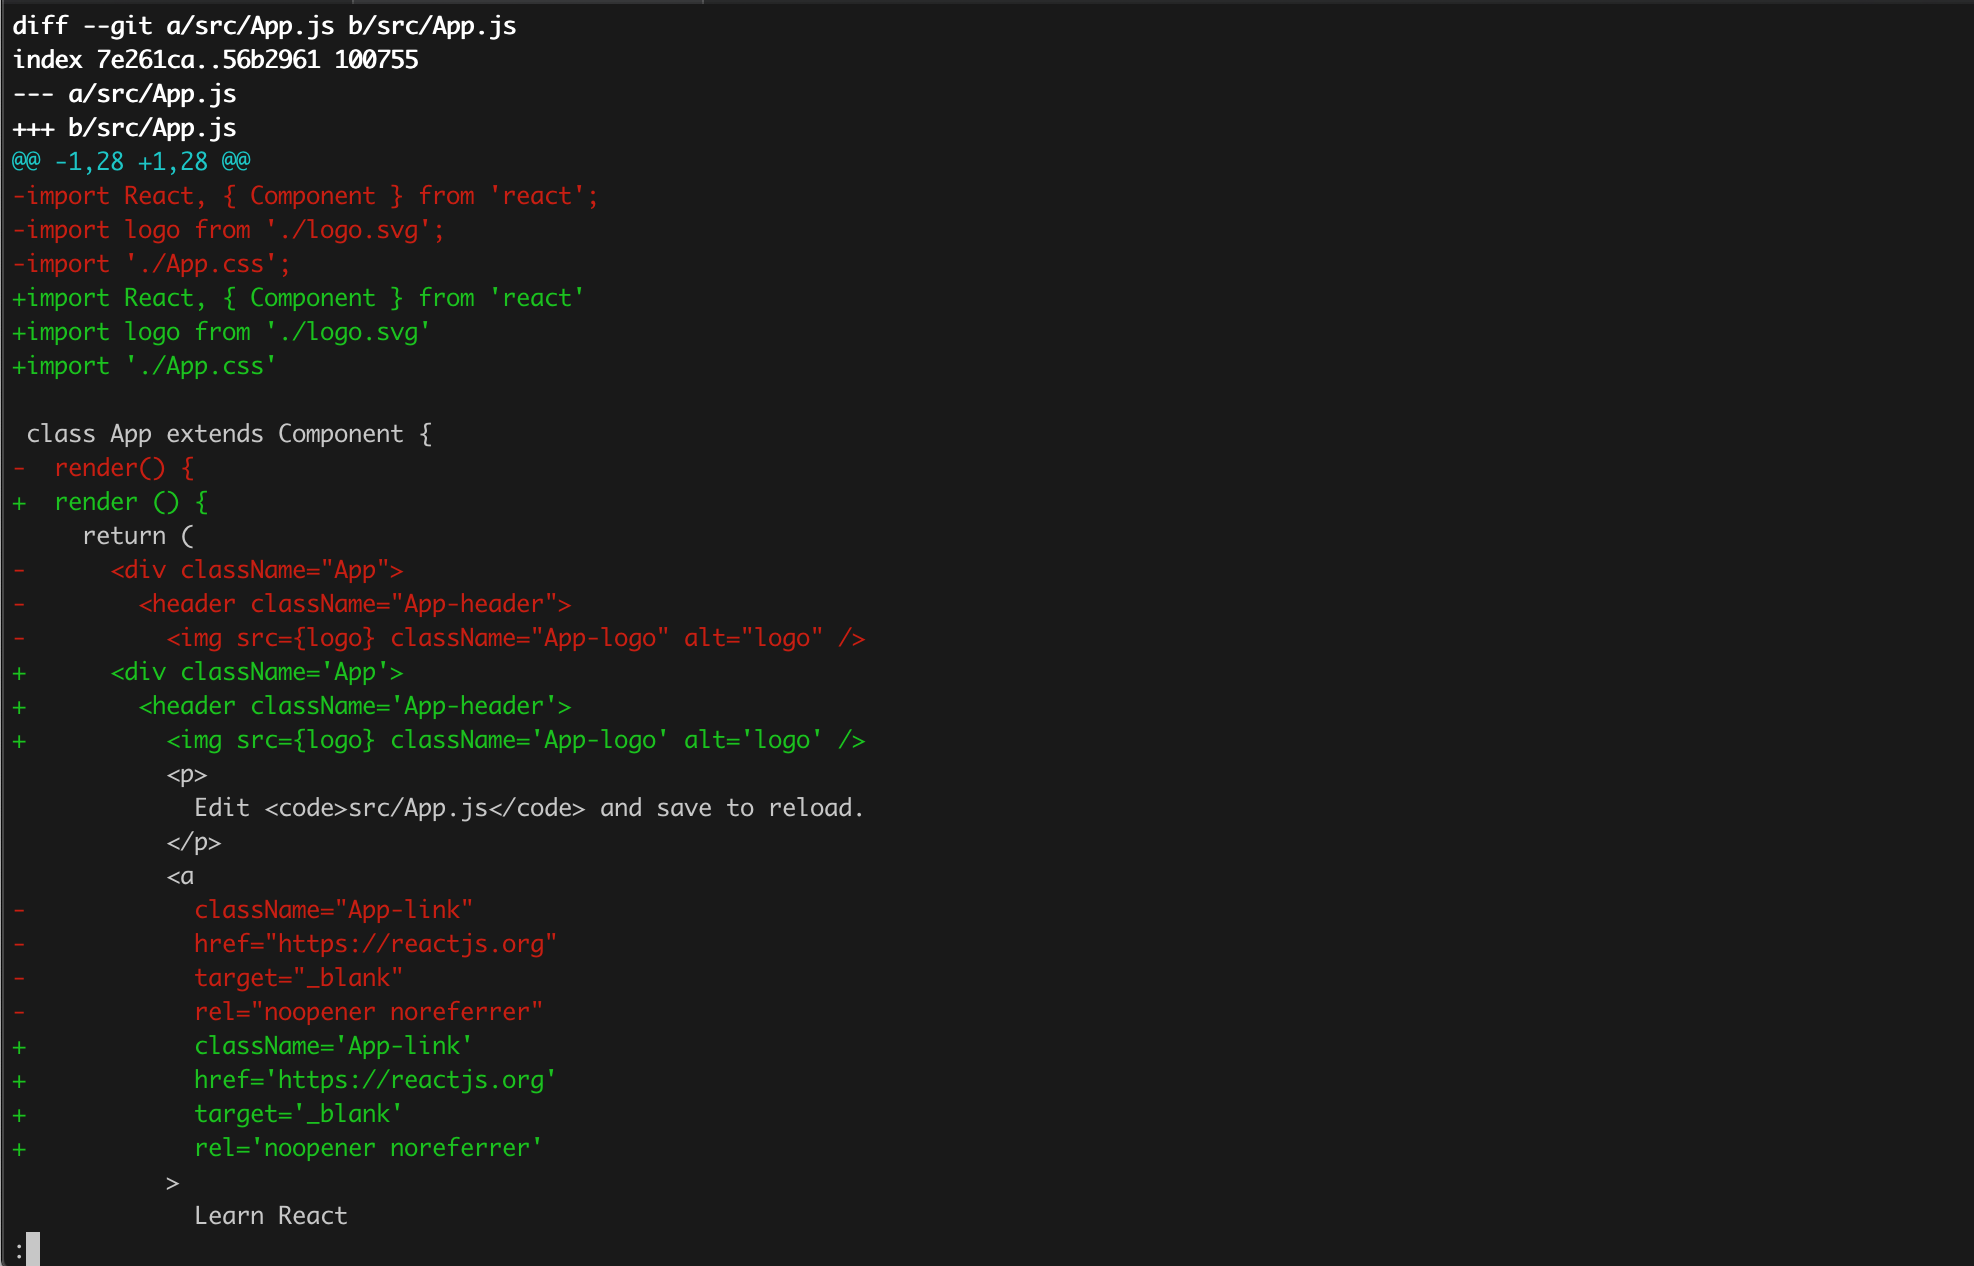 diff --git a/src/App.js b/src/App.js
index 7e261ca..56b2961 100755
--- a/src/App.js
+++ b/src/App.js
@@ -1,28 +1,28 @@
-import React, { Component } from 'react';
-import logo from './logo.svg';
-import './App.css';
+import React, { Component } from 'react'
+import logo from './logo.svg'
+import './App.css'

 class App extends Component {
-  render() {
+  render () {
     return (
-      <div className="App">
-        <header className="App-header">
-          <img src={logo} className="App-logo" alt="logo" />
+      <div className='App'>
+        <header className='App-header'>
+          <img src={logo} className='App-logo' alt='logo' />
           <p>
             Edit <code>src/App.js</code> and save to reload.
           </p>
           <a
-            className="App-link"
-            href="https://reactjs.org"
-            target="_blank"
-            rel="noopener noreferrer"
+            className='App-link'
+            href='https://reactjs.org'
+            target='_blank'
+            rel='noopener noreferrer'
           >
             Learn React
: